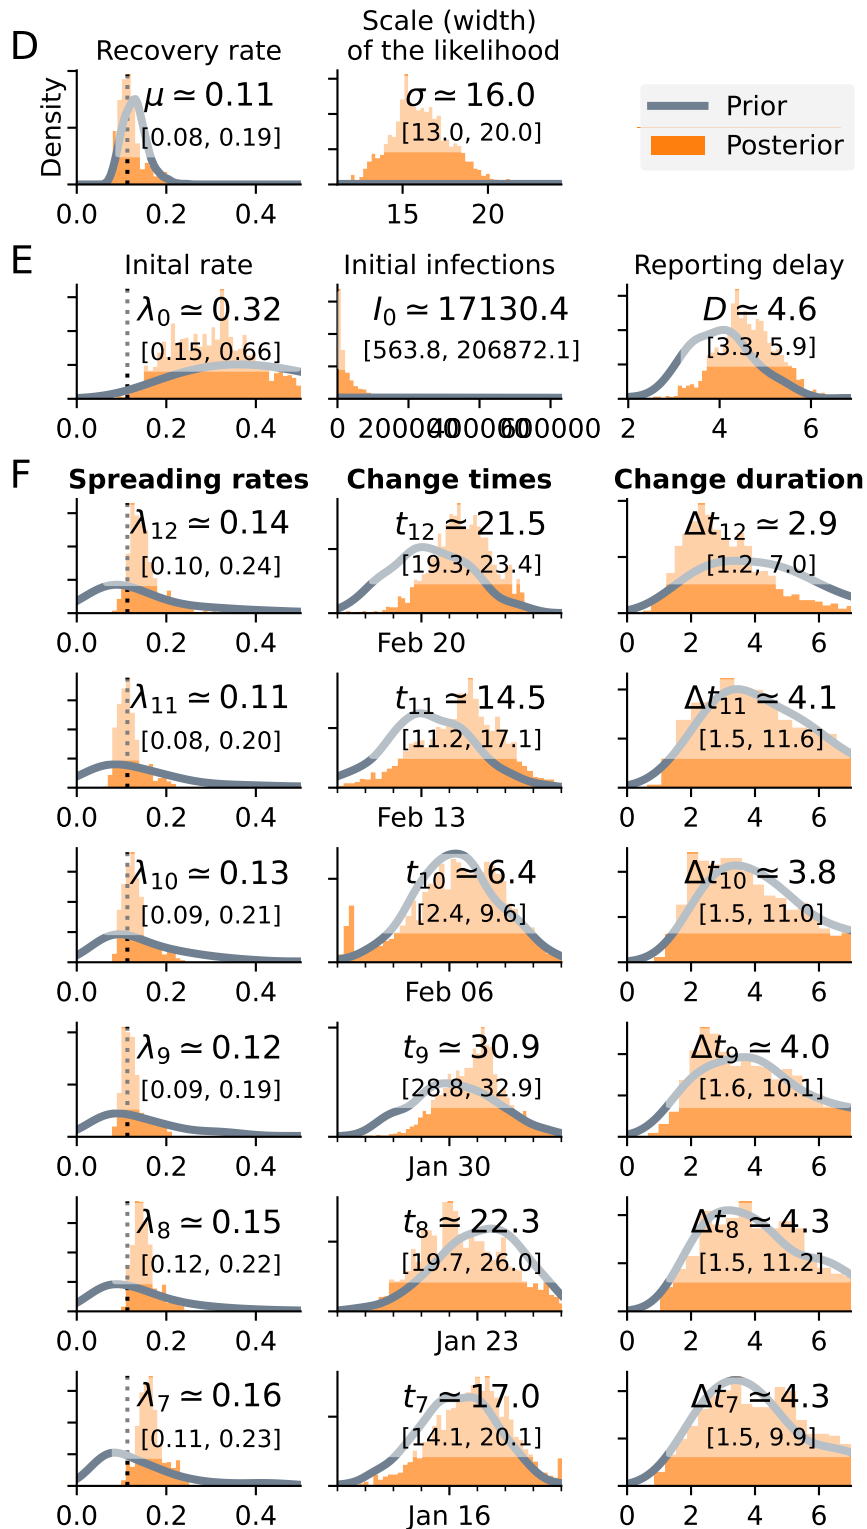 D
Recovery rate
Scale (width)
of the likelihood
Density
μ ≃ 0.11
[0.08, 0.19]
0.0 0.2 0.4
σ ≃ 16.0
[13.0, 20.0]
15 20
Prior
Posterior
E
Inital rate
λ0 ≃ 0.32
[0.15, 0.66]
0.0 0.2 0.4
Initial infections
I0 ≃ 17130.4
[563.8, 206872.1]
0 200000 400000 600000
Reporting delay
D ≃ 4.6
[3.3, 5.9]
2 4 6
F
Spreading rates Change times Change duration
λ12 ≃ 0.14
[0.10, 0.24]
0.0 0.2 0.4
t12 ≃ 21.5
[19.3, 23.4]
Feb 20
Δt12 ≃ 2.9
[1.2, 7.0]
0 2 4 6
λ11 ≃ 0.11
[0.08, 0.20]
0.0 0.2 0.4
t11 ≃ 14.5
[11.2, 17.1]
Feb 13
Δt11 ≃ 4.1
[1.5, 11.6]
0 2 4 6
λ10 ≃ 0.13
[0.09, 0.21]
0.0 0.2 0.4
t10 ≃ 6.4
[2.4, 9.6]
Feb 06
Δt10 ≃ 3.8
[1.5, 11.0]
0 2 4 6
λ9 ≃ 0.12
[0.09, 0.19]
0.0 0.2 0.4
t9 ≃ 30.9
[28.8, 32.9]
Jan 30
Δt9 ≃ 4.0
[1.6, 10.1]
0 2 4 6
λ8 ≃ 0.15
[0.12, 0.22]
0.0 0.2 0.4
t8 ≃ 22.3
[19.7, 26.0]
Jan 23
Δt8 ≃ 4.3
[1.5, 11.2]
0 2 4 6
λ7 ≃ 0.16
[0.11, 0.23]
0.0 0.2 0.4
t7 ≃ 17.0
[14.1, 20.1]
Jan 16
Δt7 ≃ 4.3
[1.5, 9.9]
0 2 4 6